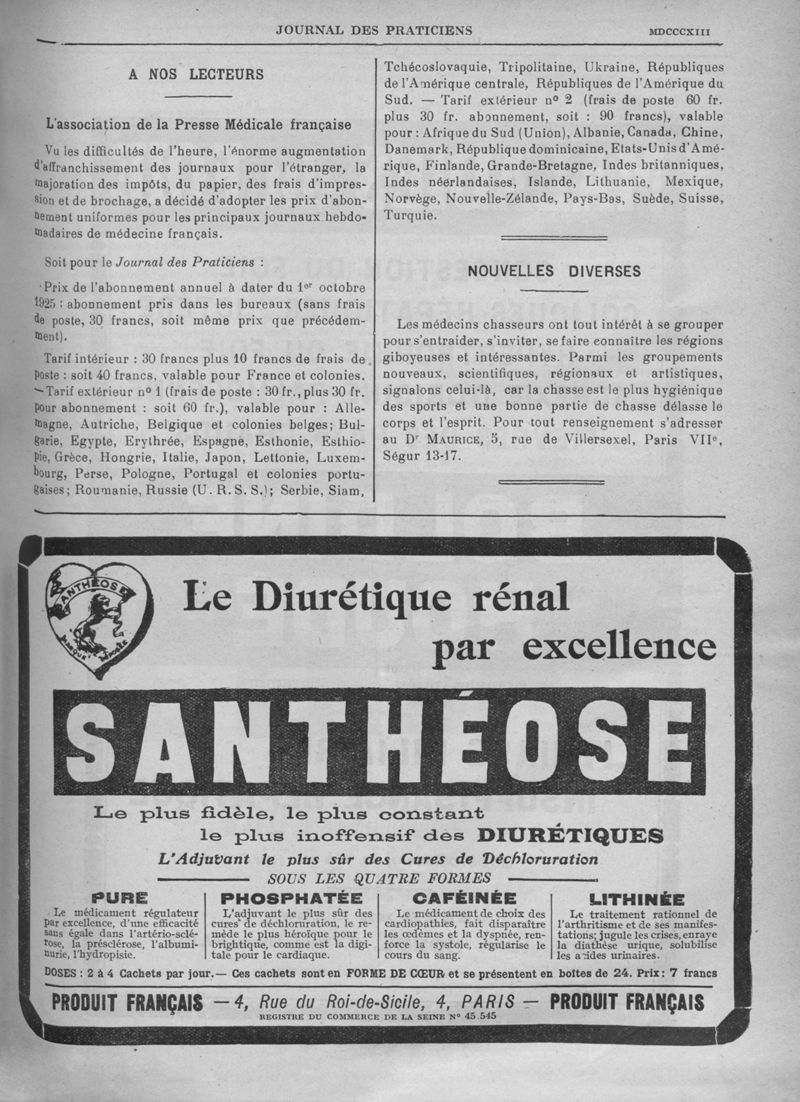 JOURNAL DES PRATICIENS
MDCCCXIII
A NOS LECTEURS
L'association de la Presse Médicale française
Vu les difficultés de l'heure, l'énorme augmentation
d'affranchissement des journaux pour l'étranger, la
majoration des impôts, du papier, des frais d'impres-
sion et de brochage, a décidé d'adopter les prix d'abon-
nement uniformes pour les principaux journaux hebdo-
madaires de médecine français.
Soit pour le Journal des Praticiens :
Prix de l'abonnement annuel à dater du 1er octobre
1925 : abonnement pris dans les bureaux (sans frais
de poste, 30 francs, soit même prix que précédem-
ment).
Tarif intérieur : 30 francs plus 10 francs de frais de
poste : soit 40 francs, valable pour France et colonies.
—Tarif extérieur no 1 (frais de poste : 30 fr., plus 30 fr.
pour abonnement : soit 60 fr.), valable pour : Alle-
magne, Autriche, Belgique et colonies belges; Bul-
garie, Egypte, Erythrée, Espagne, Esthonie, Esthio-
pie, Grèce, Hongrie, Italie, Japon, Lettonie, Luxem-
bourg, Perse, Pologne, Portugal et colonies portu-
gaises; Roumanie, Russie (U. R. S. S.); Serbie, Siam,
Tchécoslovaquie, Tripolitaine, Ukraine, Républiques
de l'Amérique centrale, Républiques de l'Amérique du
Sud. — Tarif extérieur no 2 (frais de poste 60 fr.
plus 30 fr. abonnement, soit : 90 francs), valable
pour : Afrique du Sud (Union), Albanie, Canada, Chine,
Danemark, République dominicaine, Etats-Unis d'Amé-
rique, Finlande, Grande-Bretagne, Indes britanniques,
Indes néérlandaises, Islande, Lithuanie, Mexique,
Norvège, Nouvelle-Zélande, Pays-Bas, Suède, Suisse,
Turquie.
NOUVELLES DIVERSES
Les médecins chasseurs ont tout intérêt à se grouper
pour s'entraider, s'inviter, se faire connaître les régions
giboyeuses et intéressantes. Parmi les groupements
nouveaux, scientifiques, régionaux et artistiques,
signalons celui-là, car la chasse est le plus hygiénique
des sports et une bonne partie de chasse délasse le
corps et l'esprit. Pour tout renseignement s'adresser
au Dr MAURICE, 5, rue de Villersexel, Paris VIIe,
Ségur 13-17.
SANTHÉOSE
MARQUE DÉPOSÉE
Le Diurétique rénal
par excellence
SANTHÉOSE
Le plus fidèle, le plus constant
le plus inoffensif des DIURÉTIQUES
L'Adjuvant le plus sûr des Cures de Déchloruration
SOUS LES QUATRE FORMES
PURE
Le médicament régulateur
par excellence, d'une efficacité
sans égale dans l'artério-sclé-
rose, la présclérose, l'albumi-
nurie, l'hydropisie.
PHOSPHATÉE
L'adjuvant le plus sûr des
cures de déchloruration, le re-
mède le plus héroïque pour le
brightique, comme est la digi-
tale pour le cardiaque.
CAFÉINÉE
Le médicament de choix des
cardiopathies, fait disparaître
les œdèmes et la dyspnée, ren-
force la systole, régularise le
cours du sang.
LITHINÉE
Le traitement rationnel de
l'arthritisme et de ses manifes-
tations; jugule les crises, enraye
la diathèse urique, solubilise
les acides urinaires.
DOSES : 2 à 4 Cachets par jour.— Ces cachets sont en FORME DE CŒUR et se présentent en boîtes de 24. Prix : 7 francs
PRODUIT FRANÇAIS — 4, Rue du Roi-de-Sicile, 4, PARIS — PRODUIT FRANÇAIS
REGISTRE DU COMMERCE DE LA SEINE No 45.545